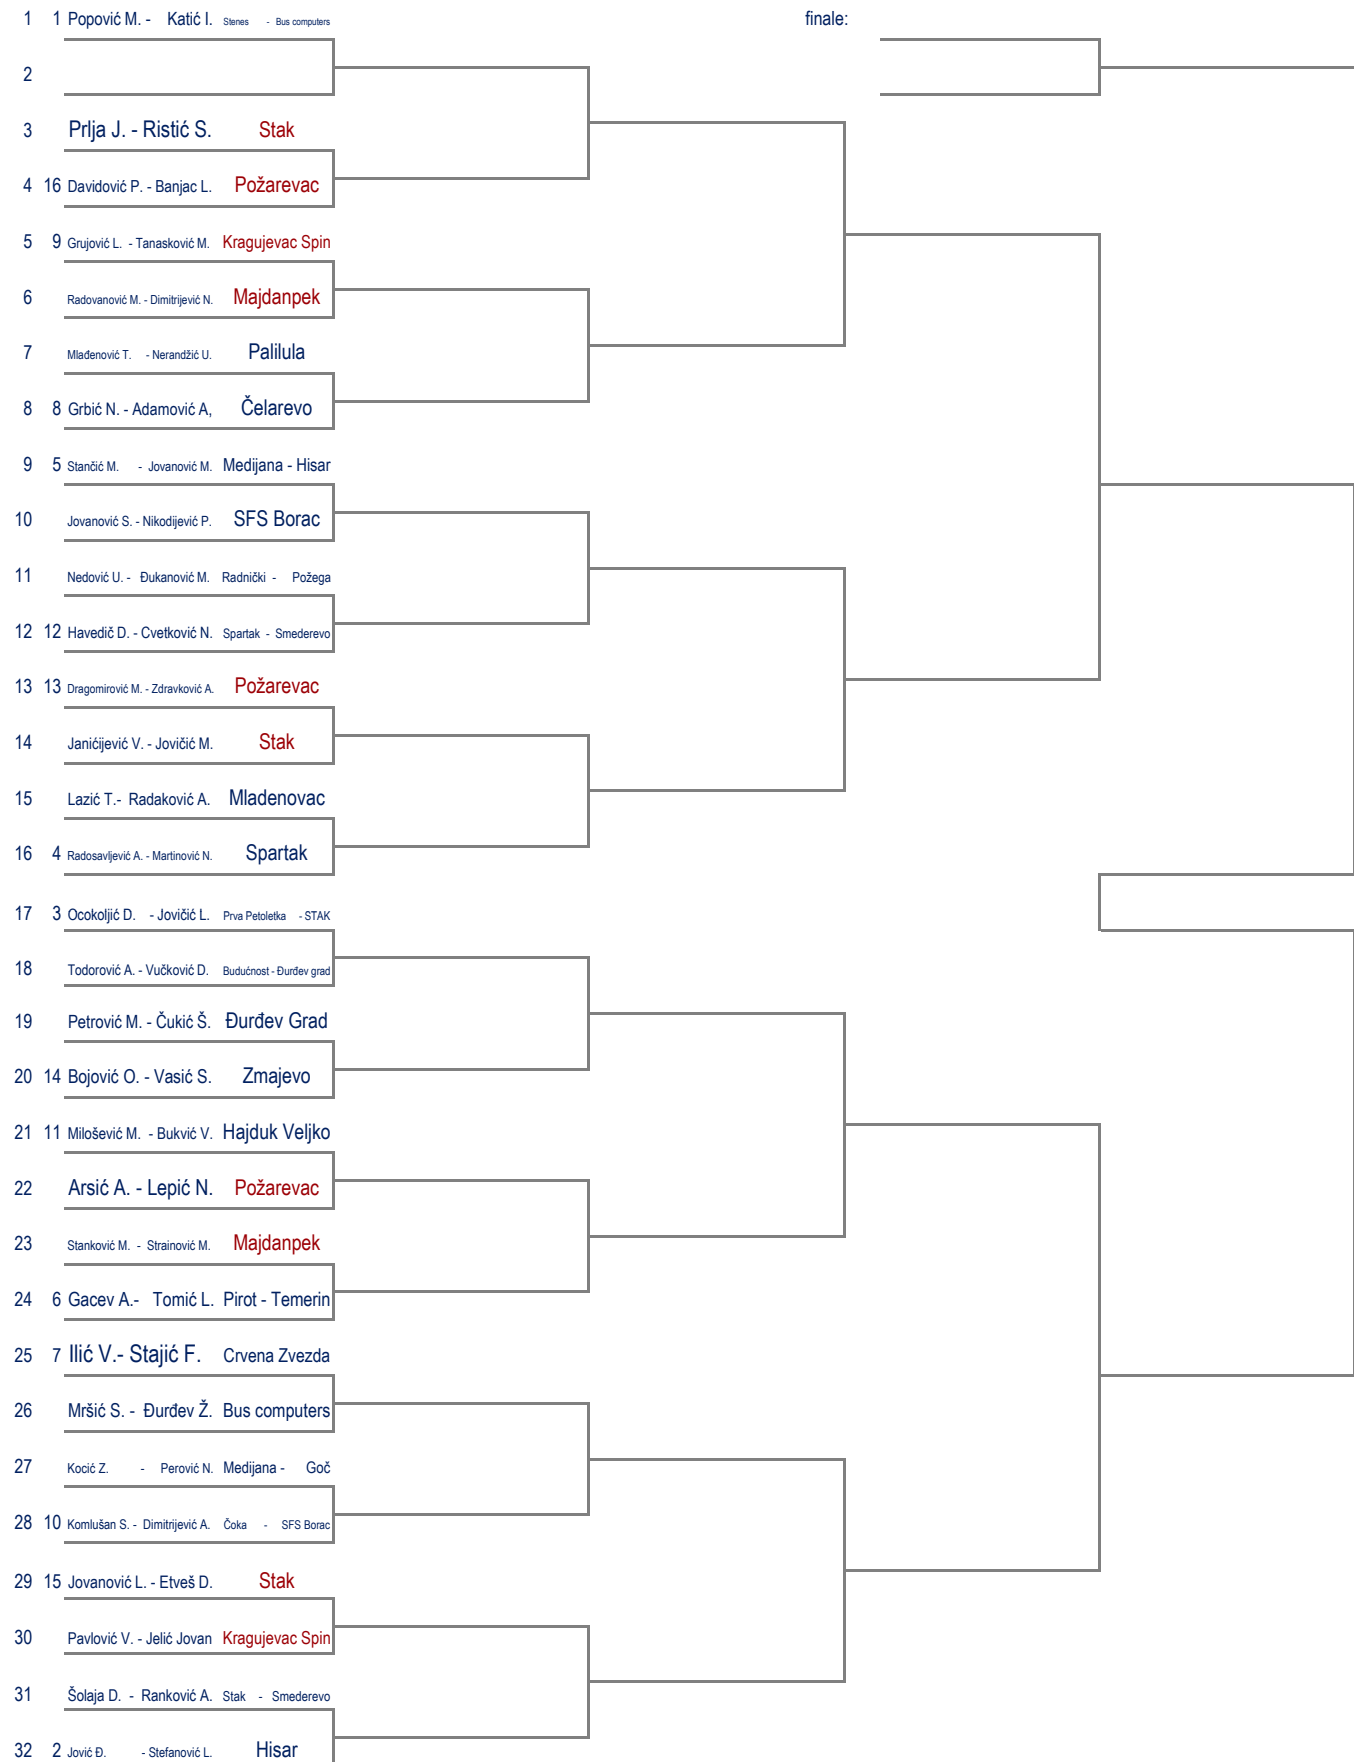 1 1 Popović M. - Katić I. Stenes - Bus computers finale:
2
3 Prlja J. - Ristić S. Stak
4 16 Davidović P. - Banjac L. Požarevac
5 9 Grujović L. - Tanasković M. Kragujevac Spin
6 Radovanović M. - Dimitrijević N. Majdanpek
7 Mlađenović T. - Nerandžić U. Palilula
8 8 Grbić N. - Adamović A, Čelarevo
9 5 Stančić M. - Jovanović M. Medijana - Hisar
10 Jovanović S. - Nikodijević P. SFS Borac
11 Nedović U. - Đukanović M. Radnički - Požega
12 12 Havedič D. - Cvetković N. Spartak - Smederevo
13 13 Dragomirović M. - Zdravković A. Požarevac
14 Janićijević V. - Jovičić M. Stak
15 Lazić T.- Radaković A. Mladenovac
16 4 Radosavljević A. - Martinović N. Spartak
17 3 Ocokoljić D. - Jovičić L. Prva Petoletka - STAK
18 Todorović A. - Vučković D. Budućnost - Đurđev grad
19 Petrović M. - Čukić Š. Đurđev Grad
20 14 Bojović O. - Vasić S. Zmajevo
21 11 Milošević M. - Bukvić V. Hajduk Veljko
22 Arsić A. - Lepić N. Požarevac
23 Stanković M. - Strainović M. Majdanpek
24 6 Gacev A.- Tomić L. Pirot - Temerin
25 7 Ilić V.- Stajić F. Crvena Zvezda
26 Mršić S. - Đurđev Ž. Bus computers
27 Kocić Z. - Perović N. Medijana - Goč
28 10 Komlušan S. - Dimitrijević A. Čoka - SFS Borac
29 15 Jovanović L. - Etveš D. Stak
30 Pavlović V. - Jelić Jovan Kragujevac Spin
31 Šolaja D. - Ranković A. Stak - Smederevo
32 2 Jović Đ. - Stefanović L. Hisar